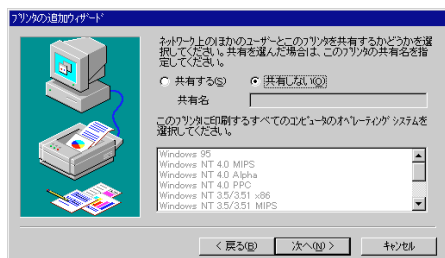 プリンタの追加ウィザード
ネットワーク上のほかのユーザーとこのプリンタを共有するかどうかを選
択してください。共有を選んだ場合は、このプリンタの共有名を指
定してください。
共有する(S)
共有しない(O)
共有名
このプリンタに印刷するすべてのコンピュータのオペレーティング システムを
選択してください。
Windows 95
Windows NT 4.0 MIPS
Windows NT 4.0 Alpha
Windows NT 4.0 PPC
Windows NT 3.5/3.51 x86
Windows NT 3.5/3.51 MIPS
< 戻る(B)
次へ(N) >
キャンセル